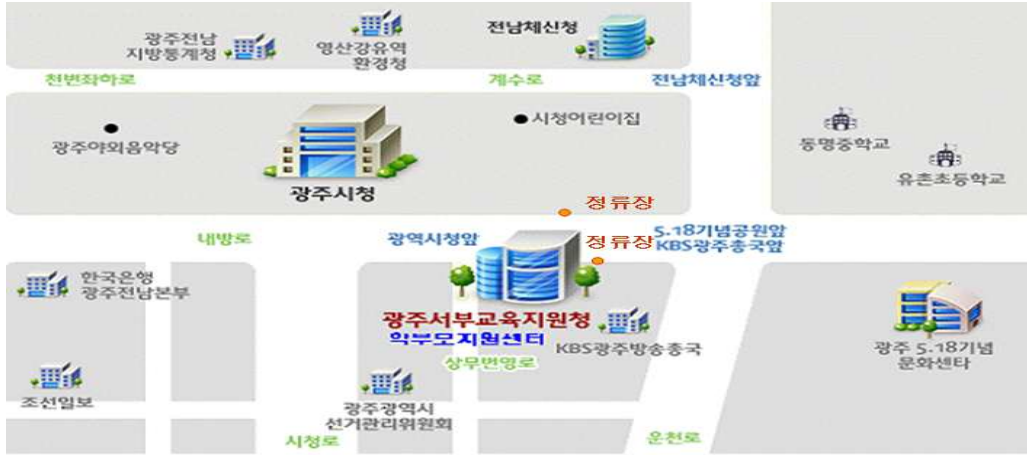 광주전남
지방통계청
영산강유역
환경청
전남체신청
천변좌하로
계수로
전남체신청앞
광주야외음악당
시청어린이집
동명중학교
유촌초등학교
광주시청
정류장
내방로
광역시청앞
정류장
5.18기념공원앞
KBS광주총국앞
한국은행
광주전남본부
광주서부교육지원청
학부모지원센터
KBS광주방송총국
상무번영로
광주 5.18기념
문화센타
조선일보
광주광역시
선거관리위원회
시청로
운천로